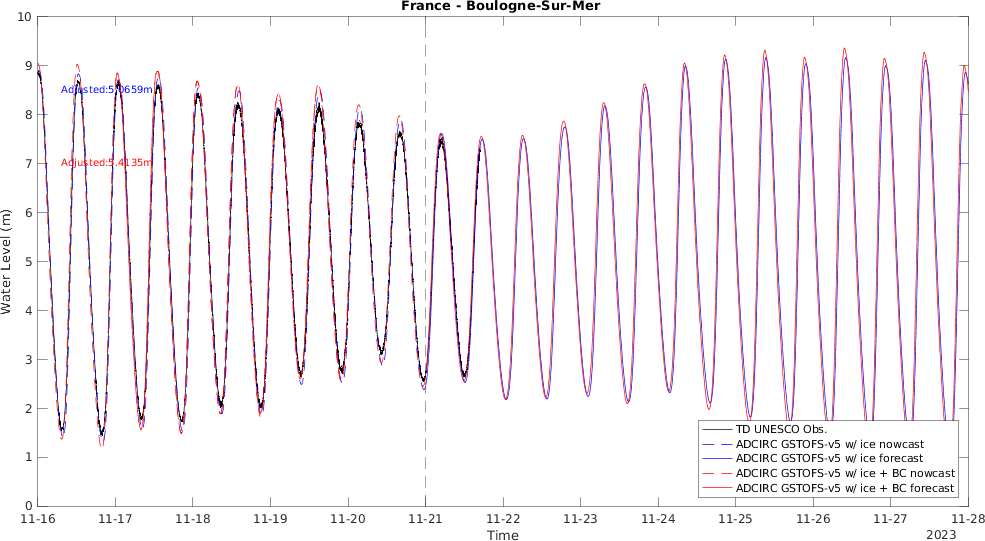 France - Boulogne-Sur-Mer
10
9
8
7
6
5
4
3
2
1
0
Water Level (m)
Adjusted:5.0659m
Adjusted:5.4135m
TD UNESCO Obs.
ADCIRC GSTOFS-v5 w/ ice nowcast
ADCIRC GSTOFS-v5 w/ ice forecast
ADCIRC GSTOFS-v5 w/ ice + BC nowcast
ADCIRC GSTOFS-v5 w/ ice + BC forecast
11-16 11-17 11-18 11-19 11-20 11-21 11-22 11-23 11-24 11-25 11-26 11-27 11-28
Time
2023